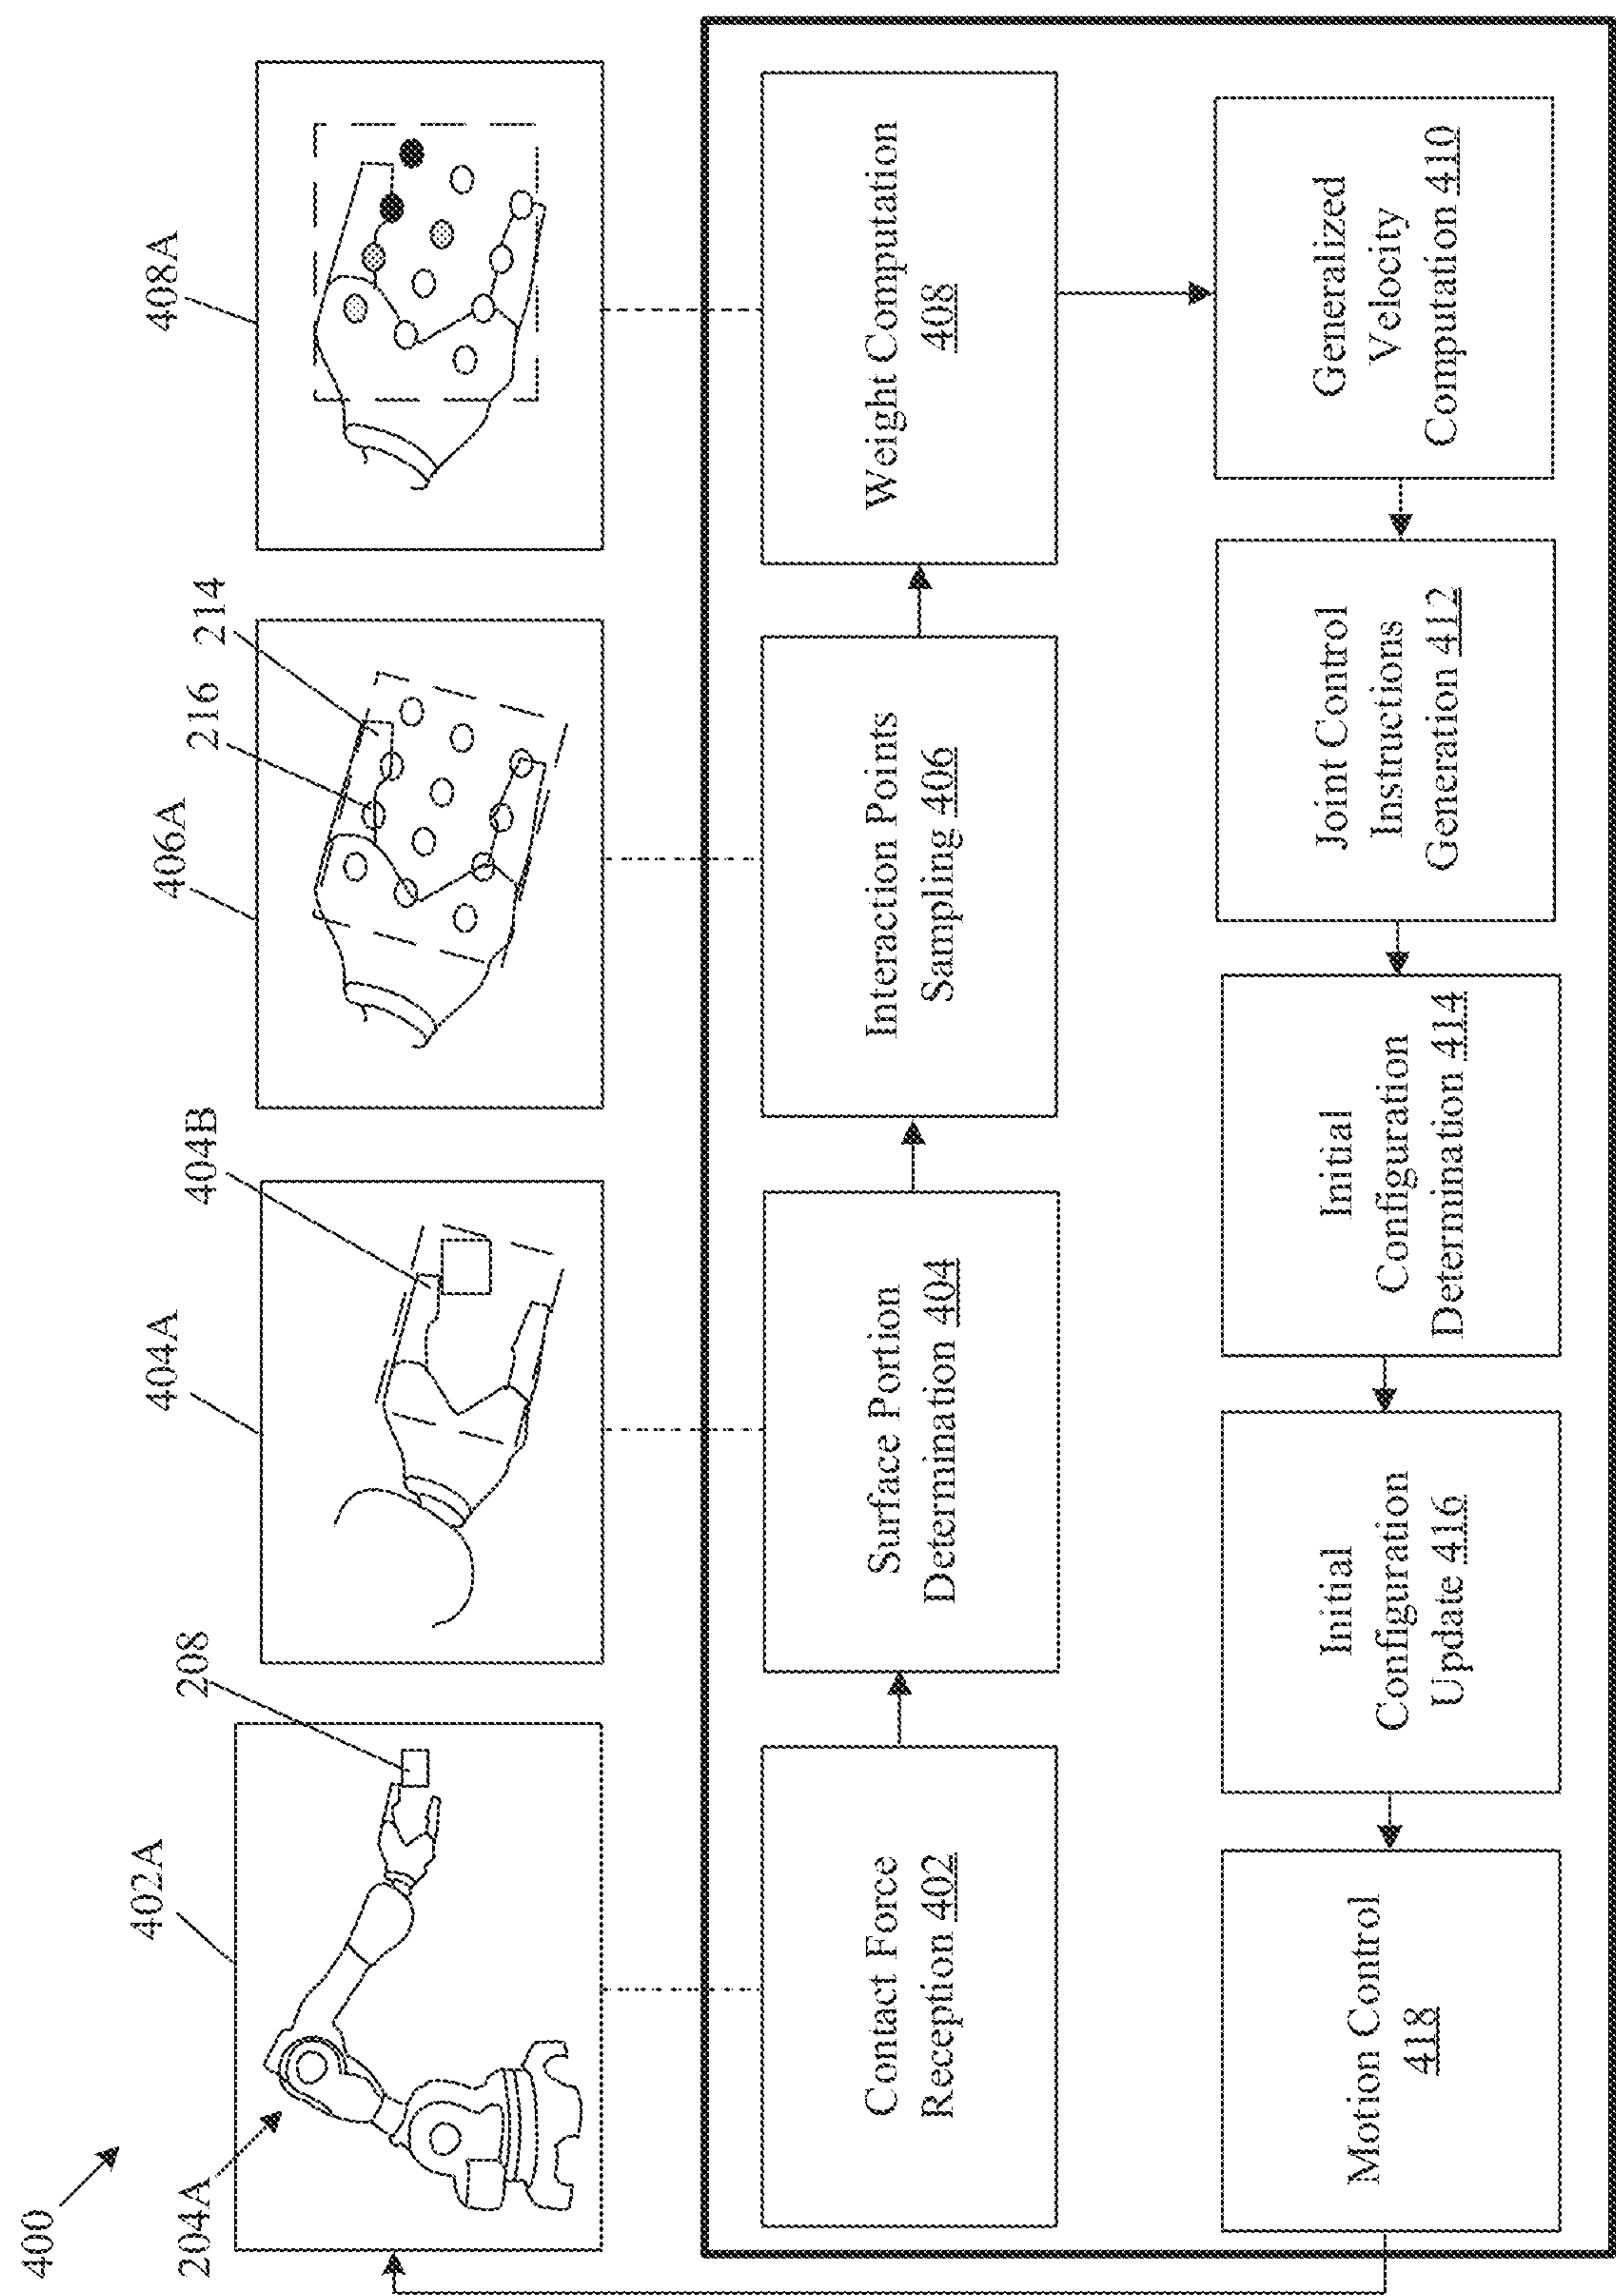 400
204A
402A
208
404A
404B
406A
216
214
408A
Contact Force
Reception 402
Surface Portion
Determination 404
Interaction Points
Sampling 406
Weight Computation
408
Generalized
Velocity
Computation 410
Joint Control
Instructions
Generation 412
Initial
Configuration
Determination 414
Initial
Configuration
Update 416
Motion Control
418